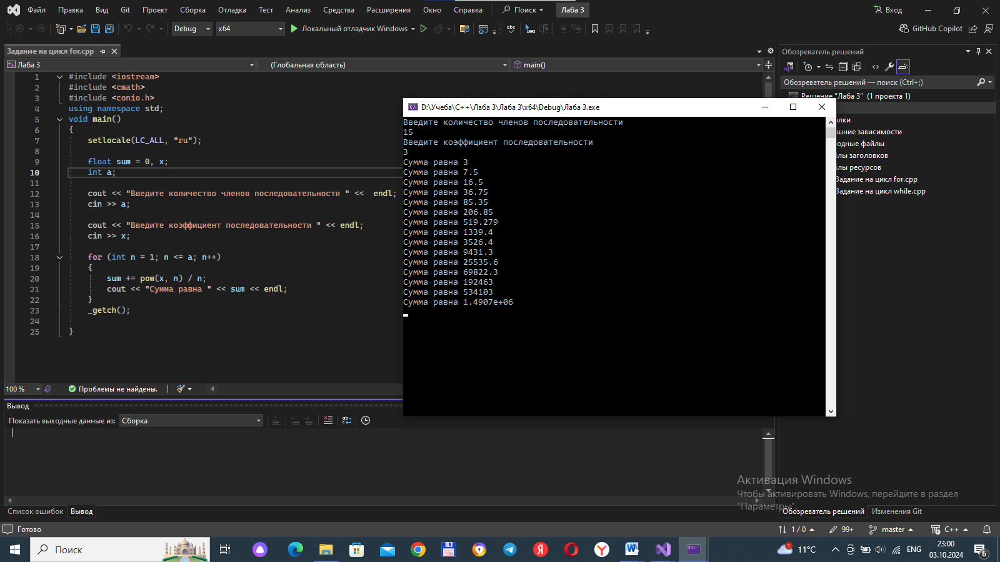 Файл Правка Вид Git Проект Сборка Отладка Тест Анализ Средства Расширения Окно Справка Поиск Лаба 3 Вход
Debug x64 Локальный отладчик Windows GitHub Copilot
Задание на цикл for.cpp
Лаба 3 (Глобальная область) main()
1 #include <iostream>
2 #include <cmath>
3 #include <conio.h>
4 using namespace std;
5 void main()
6 {
7 setlocale(LC_ALL, "ru");
8
9 float sum = 0, x;
10 int a;
11
12 cout << "Введите количество членов последовательности " << endl;
13 cin >> a;
14
15 cout << "Введите коэффициент последовательности " << endl;
16 cin >> x;
17
18 for (int n = 1; n <= a; n++)
19 {
20 sum += pow(x, n) / n;
21 cout << "Сумма равна " << sum << endl;
22 }
23 _getch();
24
25 }
100 % Проблемы не найдены.
D:\Учеба\C++\Лаба 3\Лаба 3\x64\Debug\Лаба 3.exe
Введите количество членов последовательности
15
Введите коэффициент последовательности
3
Сумма равна 3
Сумма равна 7.5
Сумма равна 16.5
Сумма равна 36.75
Сумма равна 85.35
Сумма равна 206.85
Сумма равна 519.279
Сумма равна 1339.4
Сумма равна 3526.4
Сумма равна 9431.3
Сумма равна 25535.6
Сумма равна 69822.3
Сумма равна 192463
Сумма равна 534103
Сумма равна 1.4907e+06
Обозреватель решений
Обозреватель решений — поиск (Ctrl+;)
Решение "Лаба 3" (1 проекта 1)
лки
шние зависимости
одные файлы
лы заголовков
лы ресурсов
Задание на цикл for.cpp
Задание на цикл while.cpp
Вывод
Показать выходные данные из: Сборка
Активация Windows
Чтобы активировать Windows, перейдите в раздел
"Параметры".
Список ошибок Вывод
Обозреватель решений Изменения Git
Готово 1 / 0 99+ master C++
Поиск 11°C ENG 23:00
03.10.2024
6